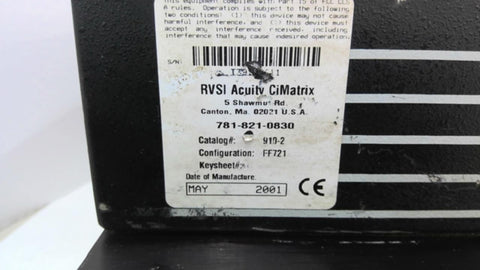 this equipment complies with Part 15 of FCC
A rules. Operation is subject to the following
two conditions: (1) this device may not cause
harmful interference, and (2) this device must
accept any interference received, including
interference that may cause undesired operation.
S/N:
RVSI Acuity CiMatrix
5 Shawmut Rd.
Canton, Ma. 02021 U.S.A.
781-821-0830
Catalog#: 910-2
Configuration: FF721
Keysheet#:
Date of Manufacture:
MAY 2001
CE